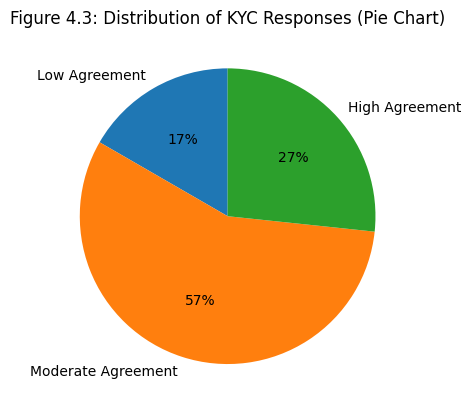 Figure 4.3: Distribution of KYC Responses (Pie Chart)
Low Agreement
High Agreement
17%
27%
57%
Moderate Agreement